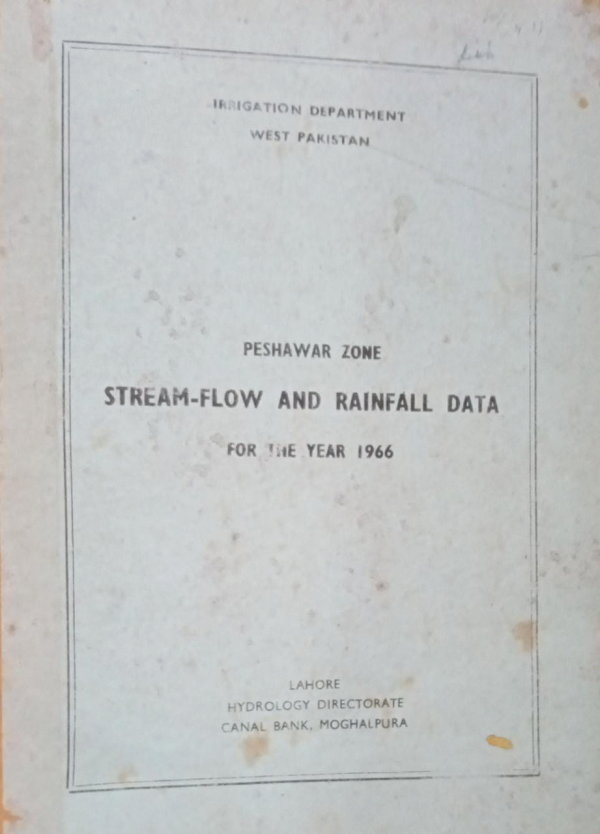 IRRIGATION DEPARTMENT
WEST PAKISTAN
PESHAWAR ZONE
STREAM-FLOW AND RAINFALL DATA
FOR THE YEAR 1966
LAHORE
HYDROLOGY DIRECTORATE
CANAL BANK, MOGHALPURA